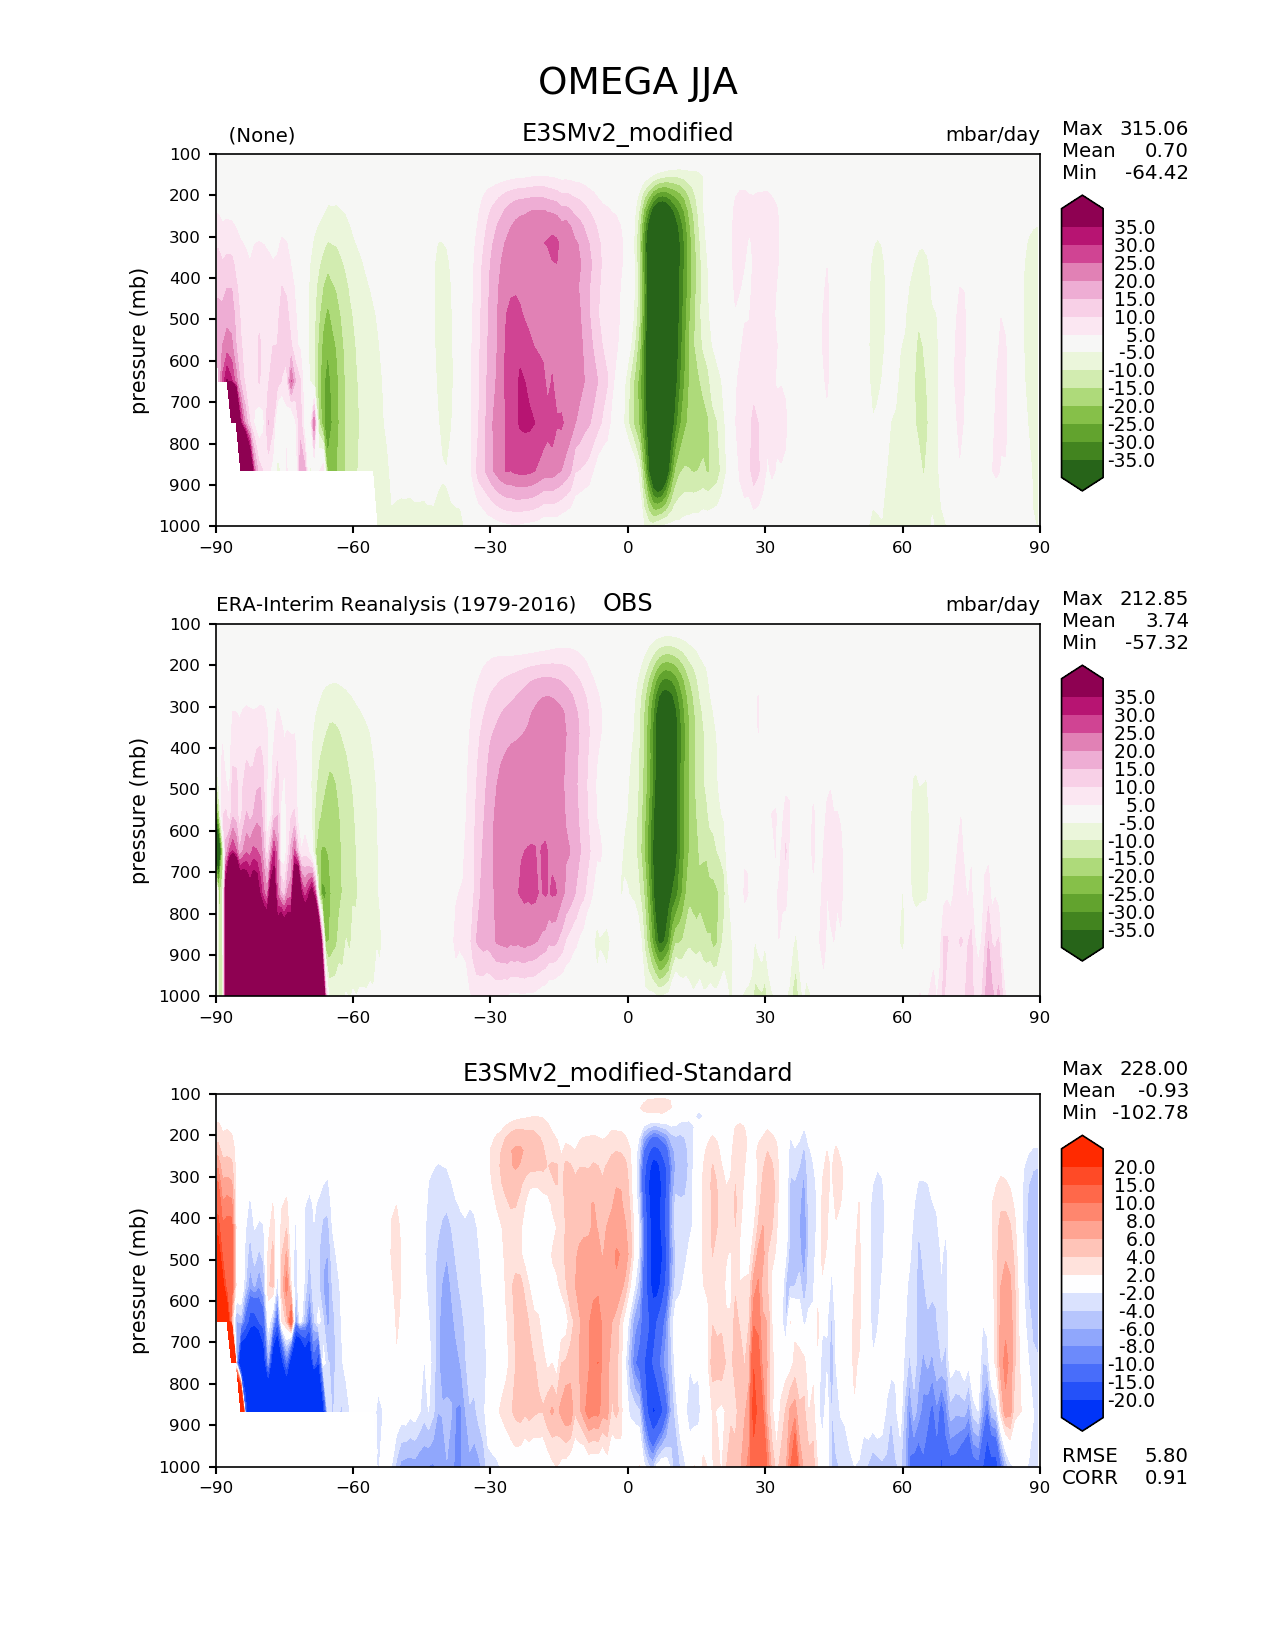 OMEGA JJA
(None)
E3SMv2_modified
mbar/day
Max 315.06
Mean 0.70
Min -64.42
100
200
300
400
500
600
700
800
900
1000
pressure (mb)
−90 −60 −30 0 30 60 90
35.0
30.0
25.0
20.0
15.0
10.0
5.0
-5.0
-10.0
-15.0
-20.0
-25.0
-30.0
-35.0
ERA-Interim Reanalysis (1979-2016)
OBS
mbar/day
Max 212.85
Mean 3.74
Min -57.32
100
200
300
400
500
600
700
800
900
1000
pressure (mb)
−90 −60 −30 0 30 60 90
35.0
30.0
25.0
20.0
15.0
10.0
5.0
-5.0
-10.0
-15.0
-20.0
-25.0
-30.0
-35.0
E3SMv2_modified-Standard
Max 228.00
Mean -0.93
Min -102.78
100
200
300
400
500
600
700
800
900
1000
pressure (mb)
−90 −60 −30 0 30 60 90
20.0
15.0
10.0
8.0
6.0
4.0
2.0
-2.0
-4.0
-6.0
-8.0
-10.0
-15.0
-20.0
RMSE 5.80
CORR 0.91